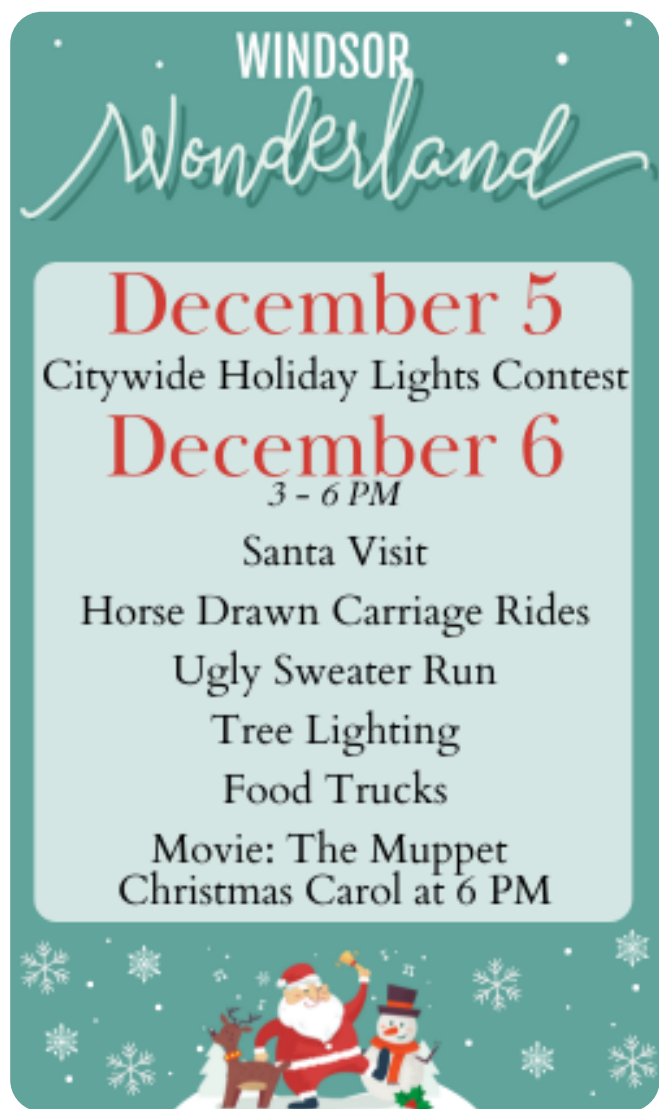 WINDSOR
Wonderland
December 5
Citywide Holiday Lights Contest
December 6
3 - 6 PM
Santa Visit
Horse Drawn Carriage Rides
Ugly Sweater Run
Tree Lighting
Food Trucks
Movie: The Muppet
Christmas Carol at 6 PM